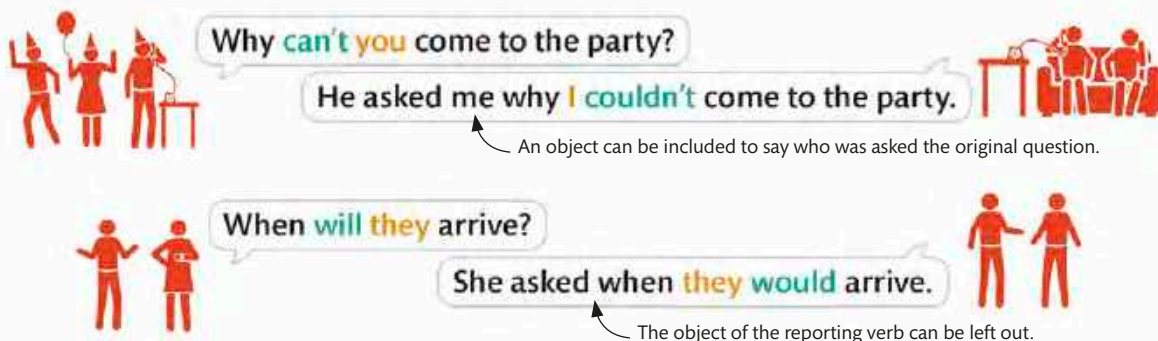 Why can't you come to the party?
He asked me why I couldn't come to the party.
An object can be included to say who was asked the original question.
When will they arrive?
She asked when they would arrive.
The object of the reporting verb can be left out.